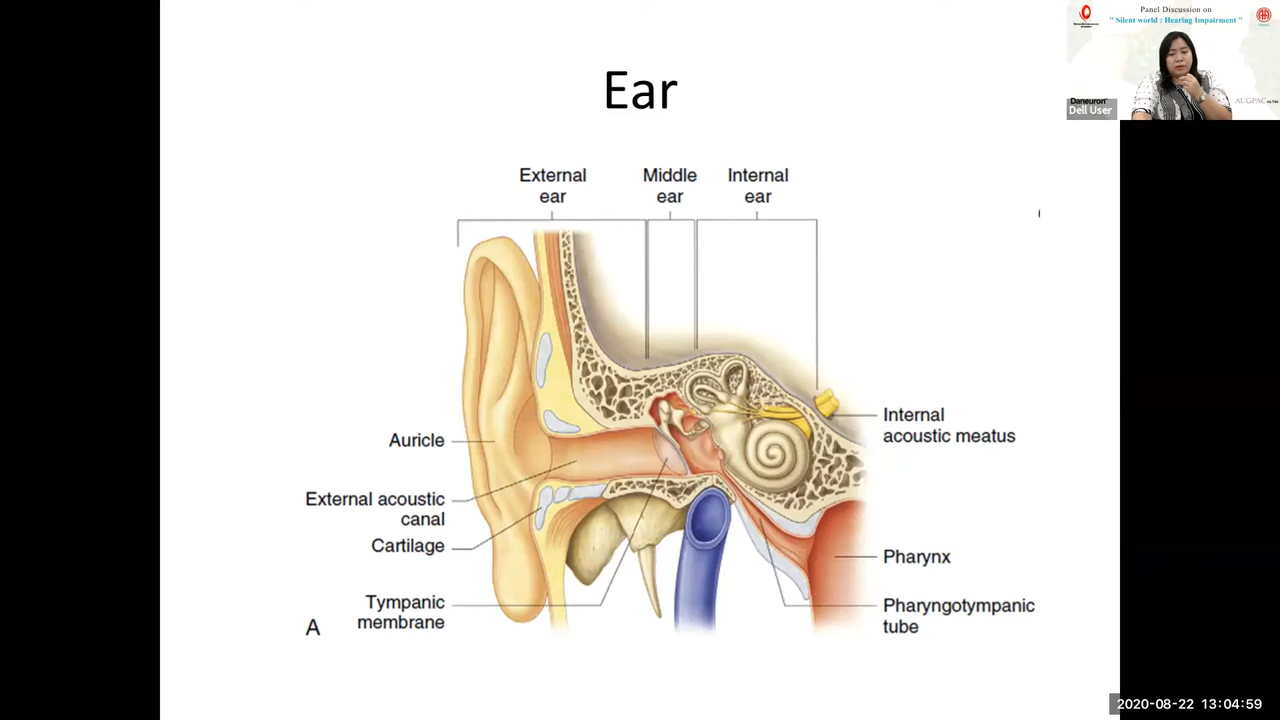 Ear
External
ear
Middle
ear
Internal
ear
Auricle
External acoustic
canal
Cartilage
Tympanic
membrane
A
Internal
acoustic meatus
Pharynx
Pharyngotympanic
tube
Panel Discussion on
" Silent world : Hearing Impairment "
Daneuron
Dell User
AUGPAC
2020-08-22 13:04:59